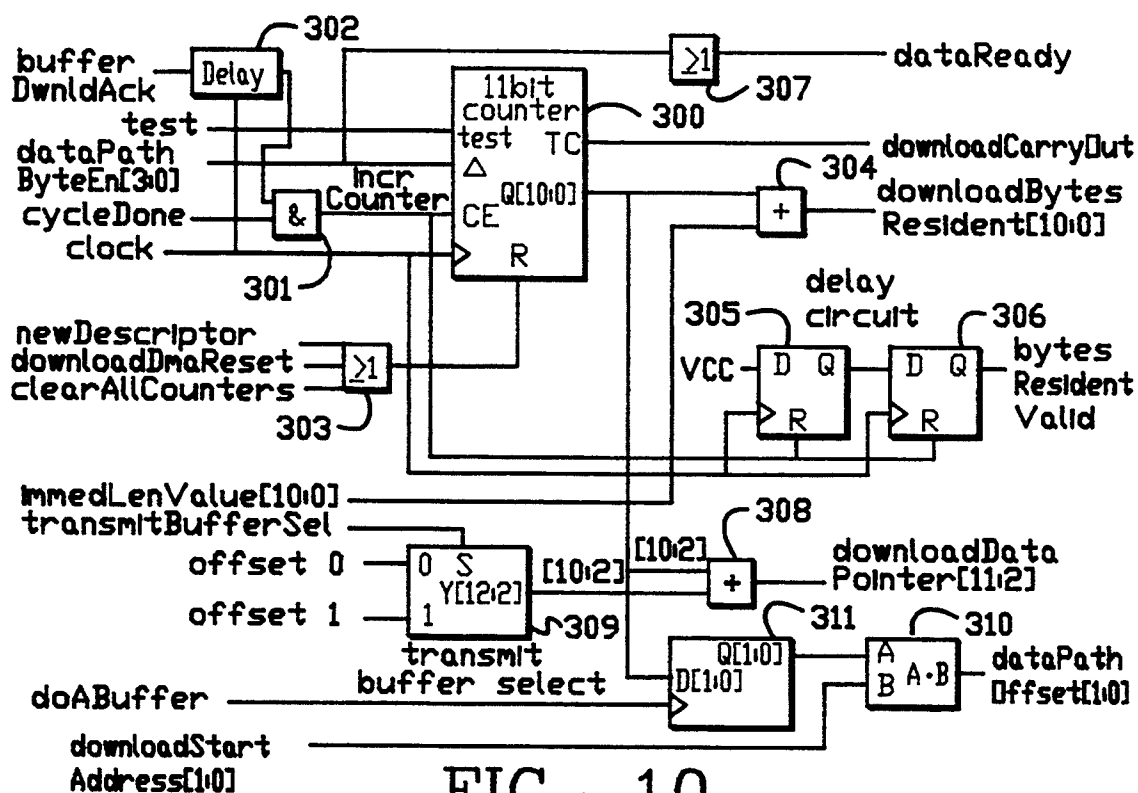 302
buffer
DwnldAck
Delay
≥1
dataReady
307
11bit
counter
300
test
test
TC
downloadCarryOut
dataPath
ByteEn[3:0]
Δ
Incr
Counter
Q[10:0]
304
downloadBytes
Resident[10:0]
+
cycleDone
&
CE
clock
R
301
delay
circuit
305
306
newDescriptor
downloadDmaReset
clearAllCounters
≥1
303
VCC
D Q
R
D Q
R
bytes
Resident
Valid
ImmedLenValue[10:0]
transmitBufferSel
308
offset 0
0 S
Y[12:2]
[10:2]
[10:2]
+
downloadData
Pointer[11:2]
offset 1
1
309
transmit
buffer select
311
310
Q[1:0]
D[1:0]
A
B
A·B
dataPath
Offset[1:0]
doABuffer
downloadStart
Address[1:0]
FIG. 10